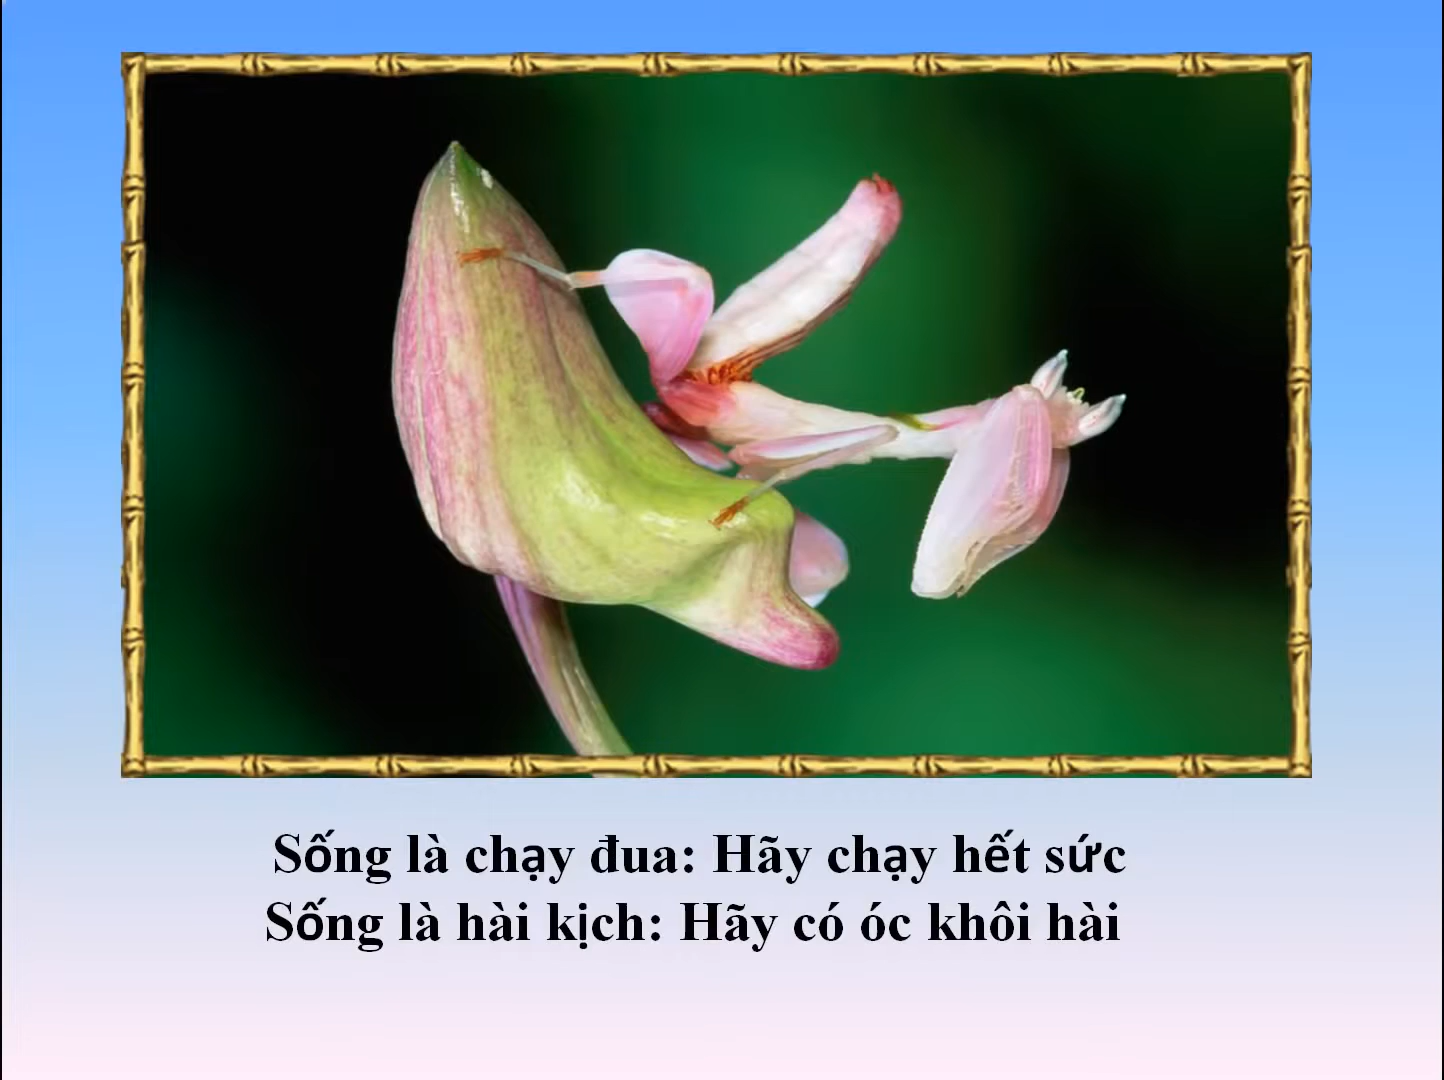 Sống là chạy đua: Hãy chạy hết sức
Sống là hài kịch: Hãy có óc khôi hài